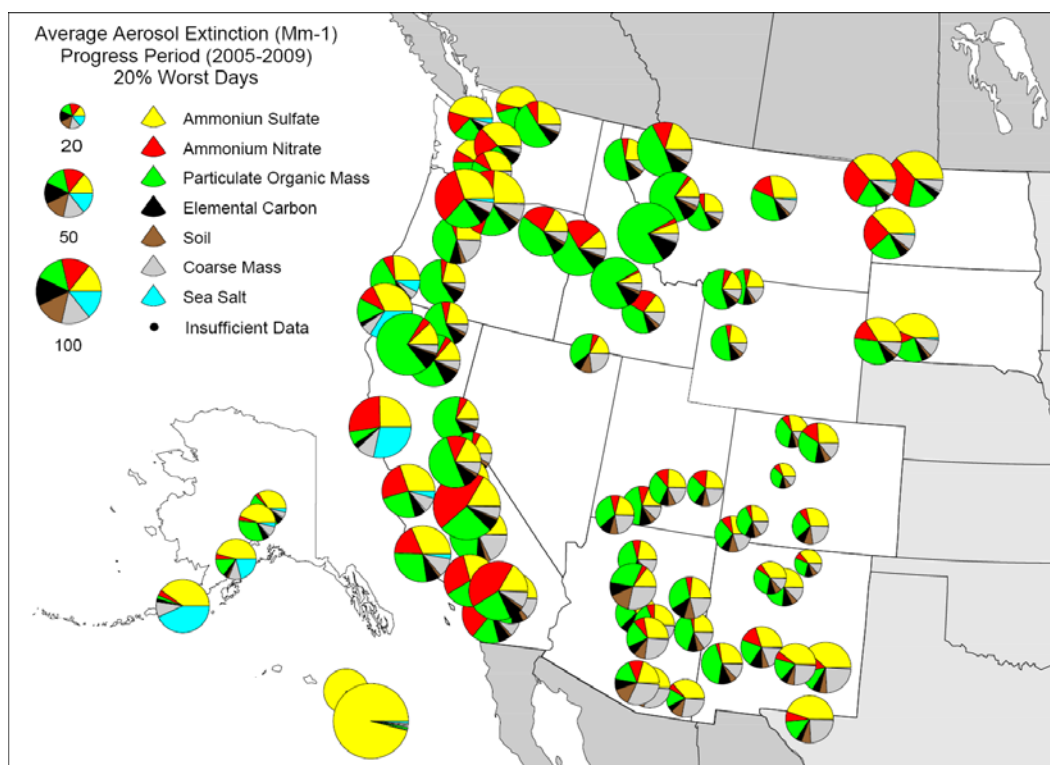 Average Aerosol Extinction (Mm-1)
Progress Period (2005-2009)
20% Worst Days
20
50
100
Ammoniun Sulfate
Ammonium Nitrate
Particulate Organic Mass
Elemental Carbon
Soil
Coarse Mass
Sea Salt
Insufficient Data